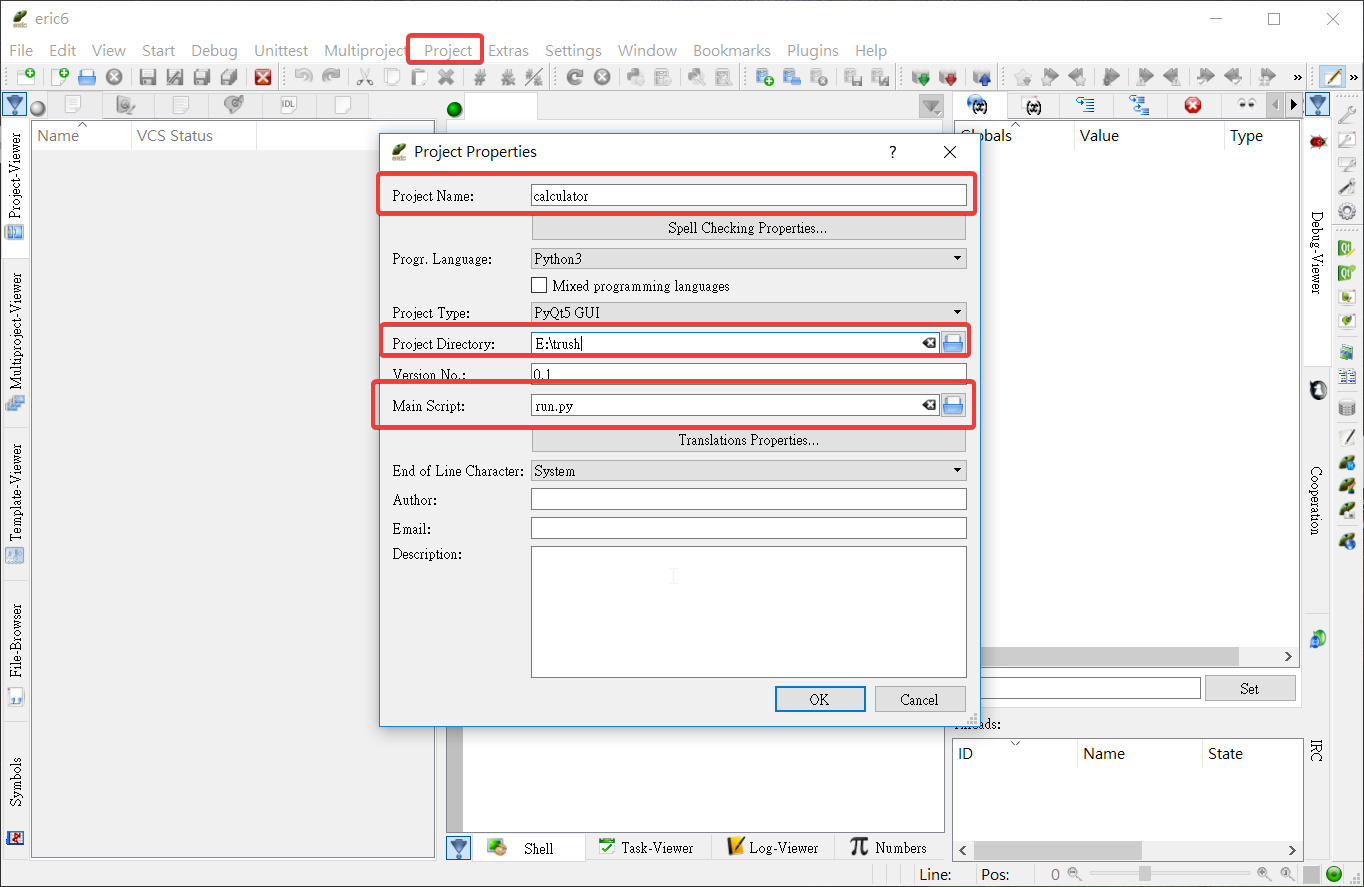 eric6
File Edit View Start Debug Unittest Multiproject Project Extras Settings Window Bookmarks Plugins Help
IDL
Name VCS Status
Globals Value Type
Project Properties ?
Project Name: calculator
Spell Checking Properties...
Progr. Language: Python3
Mixed programming languages
Project Type: PyQt5 GUI
Project Directory: E:\trush
Version No.: 0.1
Main Script: run.py
Translations Properties...
End of Line Character: System
Author:
Email:
Description:
OK Cancel
Set
ID Name State
Project-Viewer
Multiproject-Viewer
Template-Viewer
File-Browser
Symbols
Debug-Viewer
Cooperation
IRC
Shell Task-Viewer Log-Viewer Numbers
Line: Pos: 0